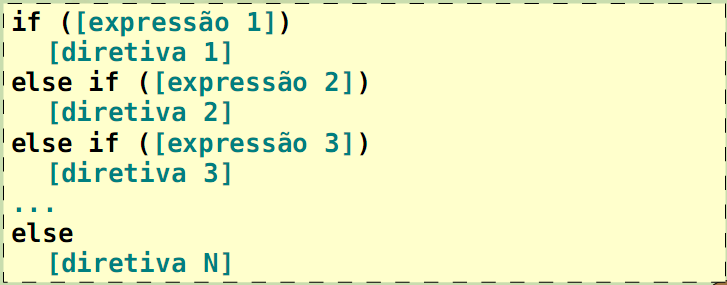 if ([expressão 1])
[diretiva 1]
else if ([expressão 2])
[diretiva 2]
else if ([expressão 3])
[diretiva 3]
...
else
[diretiva N]